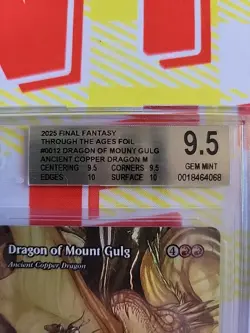 2025 FINAL FANTASY
THROUGH THE AGES FOIL
#0012 DRAGON OF MOUNY GULG
ANCIENT COPPER DRAGON M
CENTERING 9.5 CORNERS 9.5
EDGES 10 SURFACE 10
9.5
GEM MINT
0018464068
Dragon of Mount Gulg
4
Ancient Copper Dragon